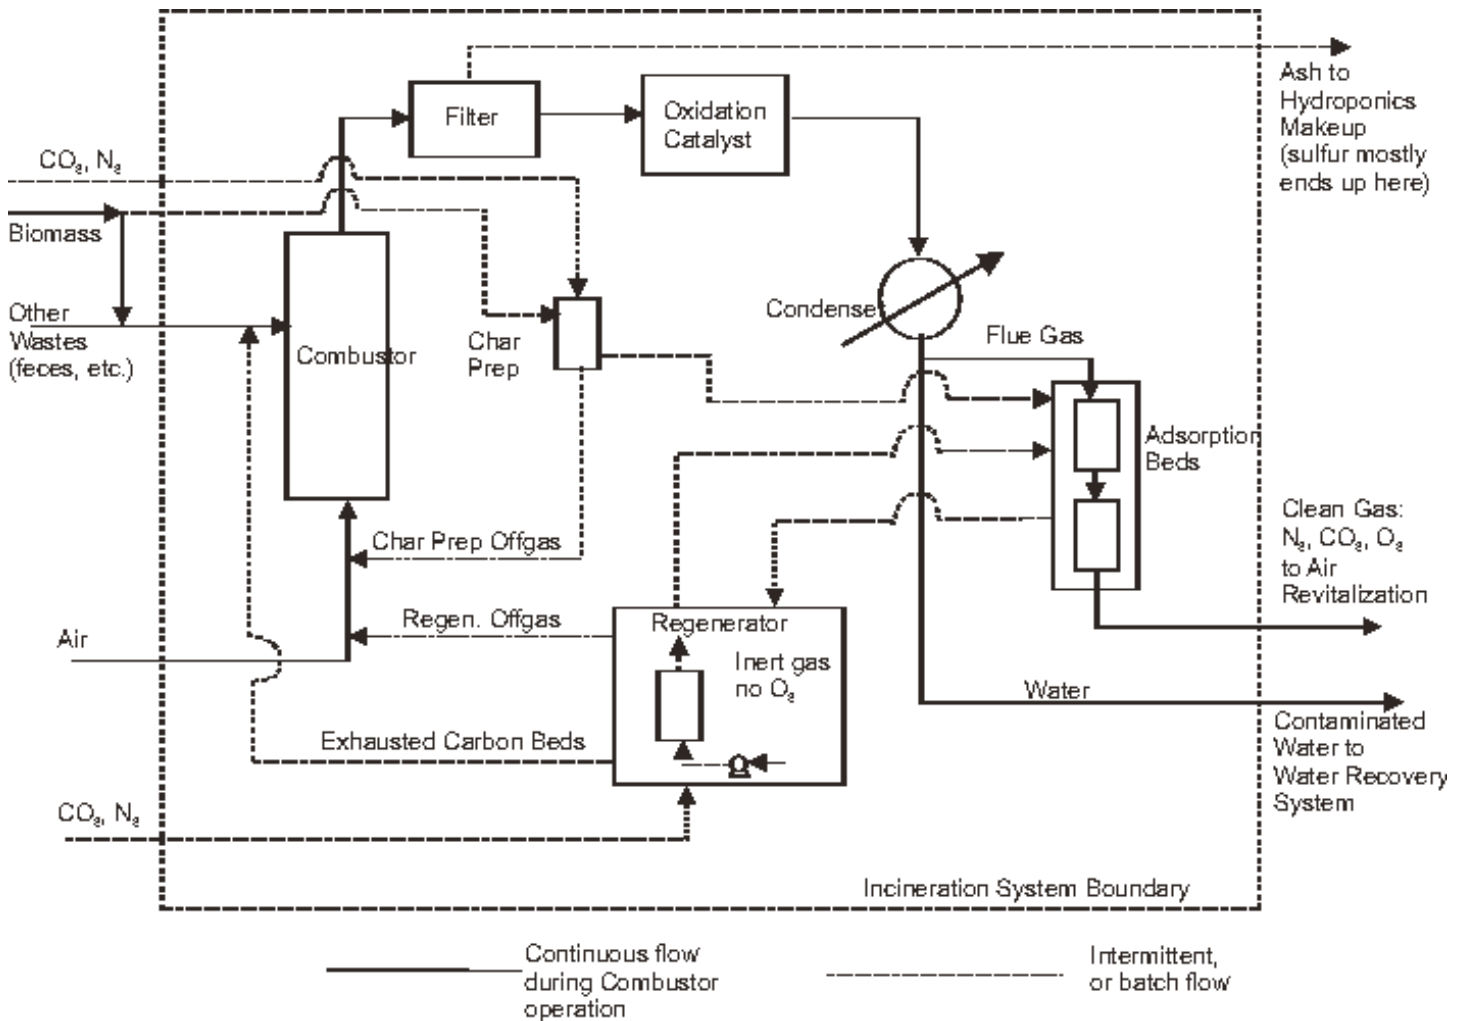 Filter
Oxidation
Catalyst
Ash to
Hydroponics
Makeup
(sulfur mostly
ends up here)
CO₂, N₂
Biomass
Other
Wastes
(feces, etc.)
Combustor
Char
Prep
Condense
Flue Gas
Adsorption
Beds
Char Prep Offgas
Clean Gas:
N₂, CO₂, O₂
to Air
Revitalization
Air
Regen. Offgas
Regenerator
Inert gas
no O₂
Water
Exhausted Carbon Beds
Contaminated
Water to
Water Recovery
System
CO₂, N₂
Incineration System Boundary
Continuous flow
during Combustor
operation
Intermittent,
or batch flow